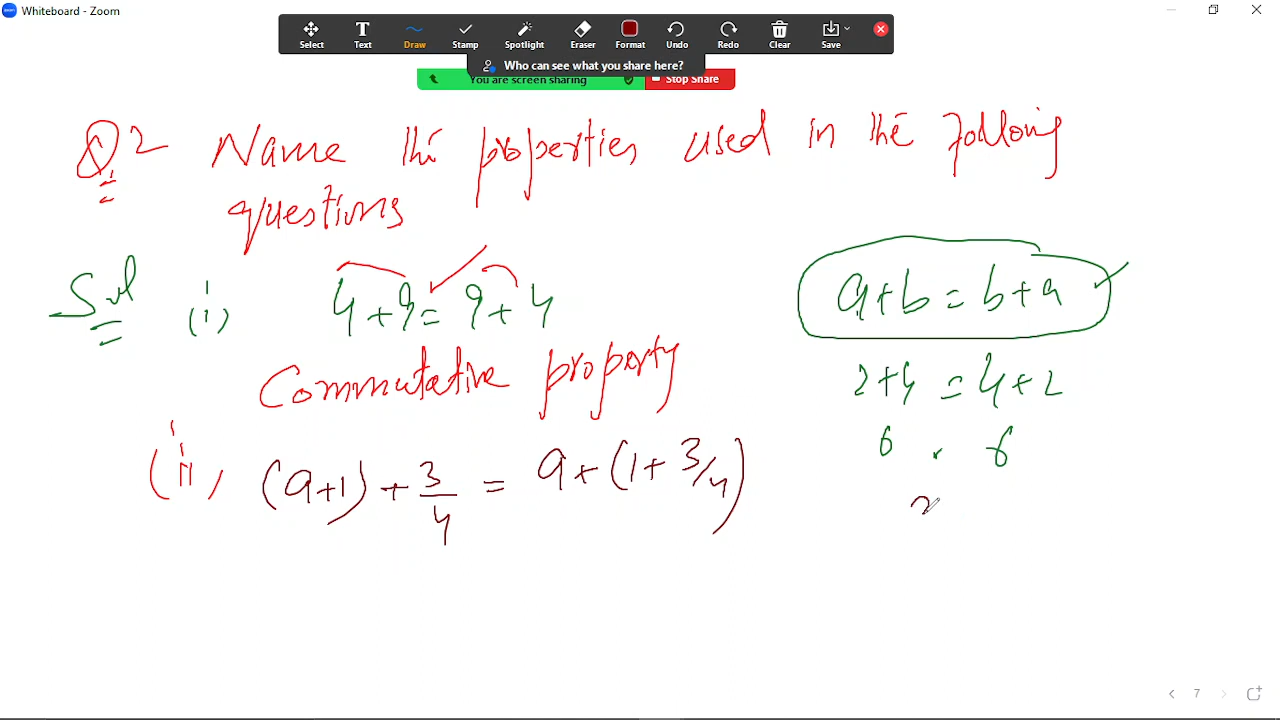 Whiteboard - Zoom
Select Text Draw Stamp Spotlight Eraser Format Undo Redo Clear Save
Who can see what you share here?
You are screen sharing Stop Share
Q2 Name the properties used in the following
questions
Sol (i) 4+9 = 9+4 a+b = b+a
2+4 = 4+2
Commutative property
6 6
(ii) (a+1) + 3/4 = a+(1+3/4)
7